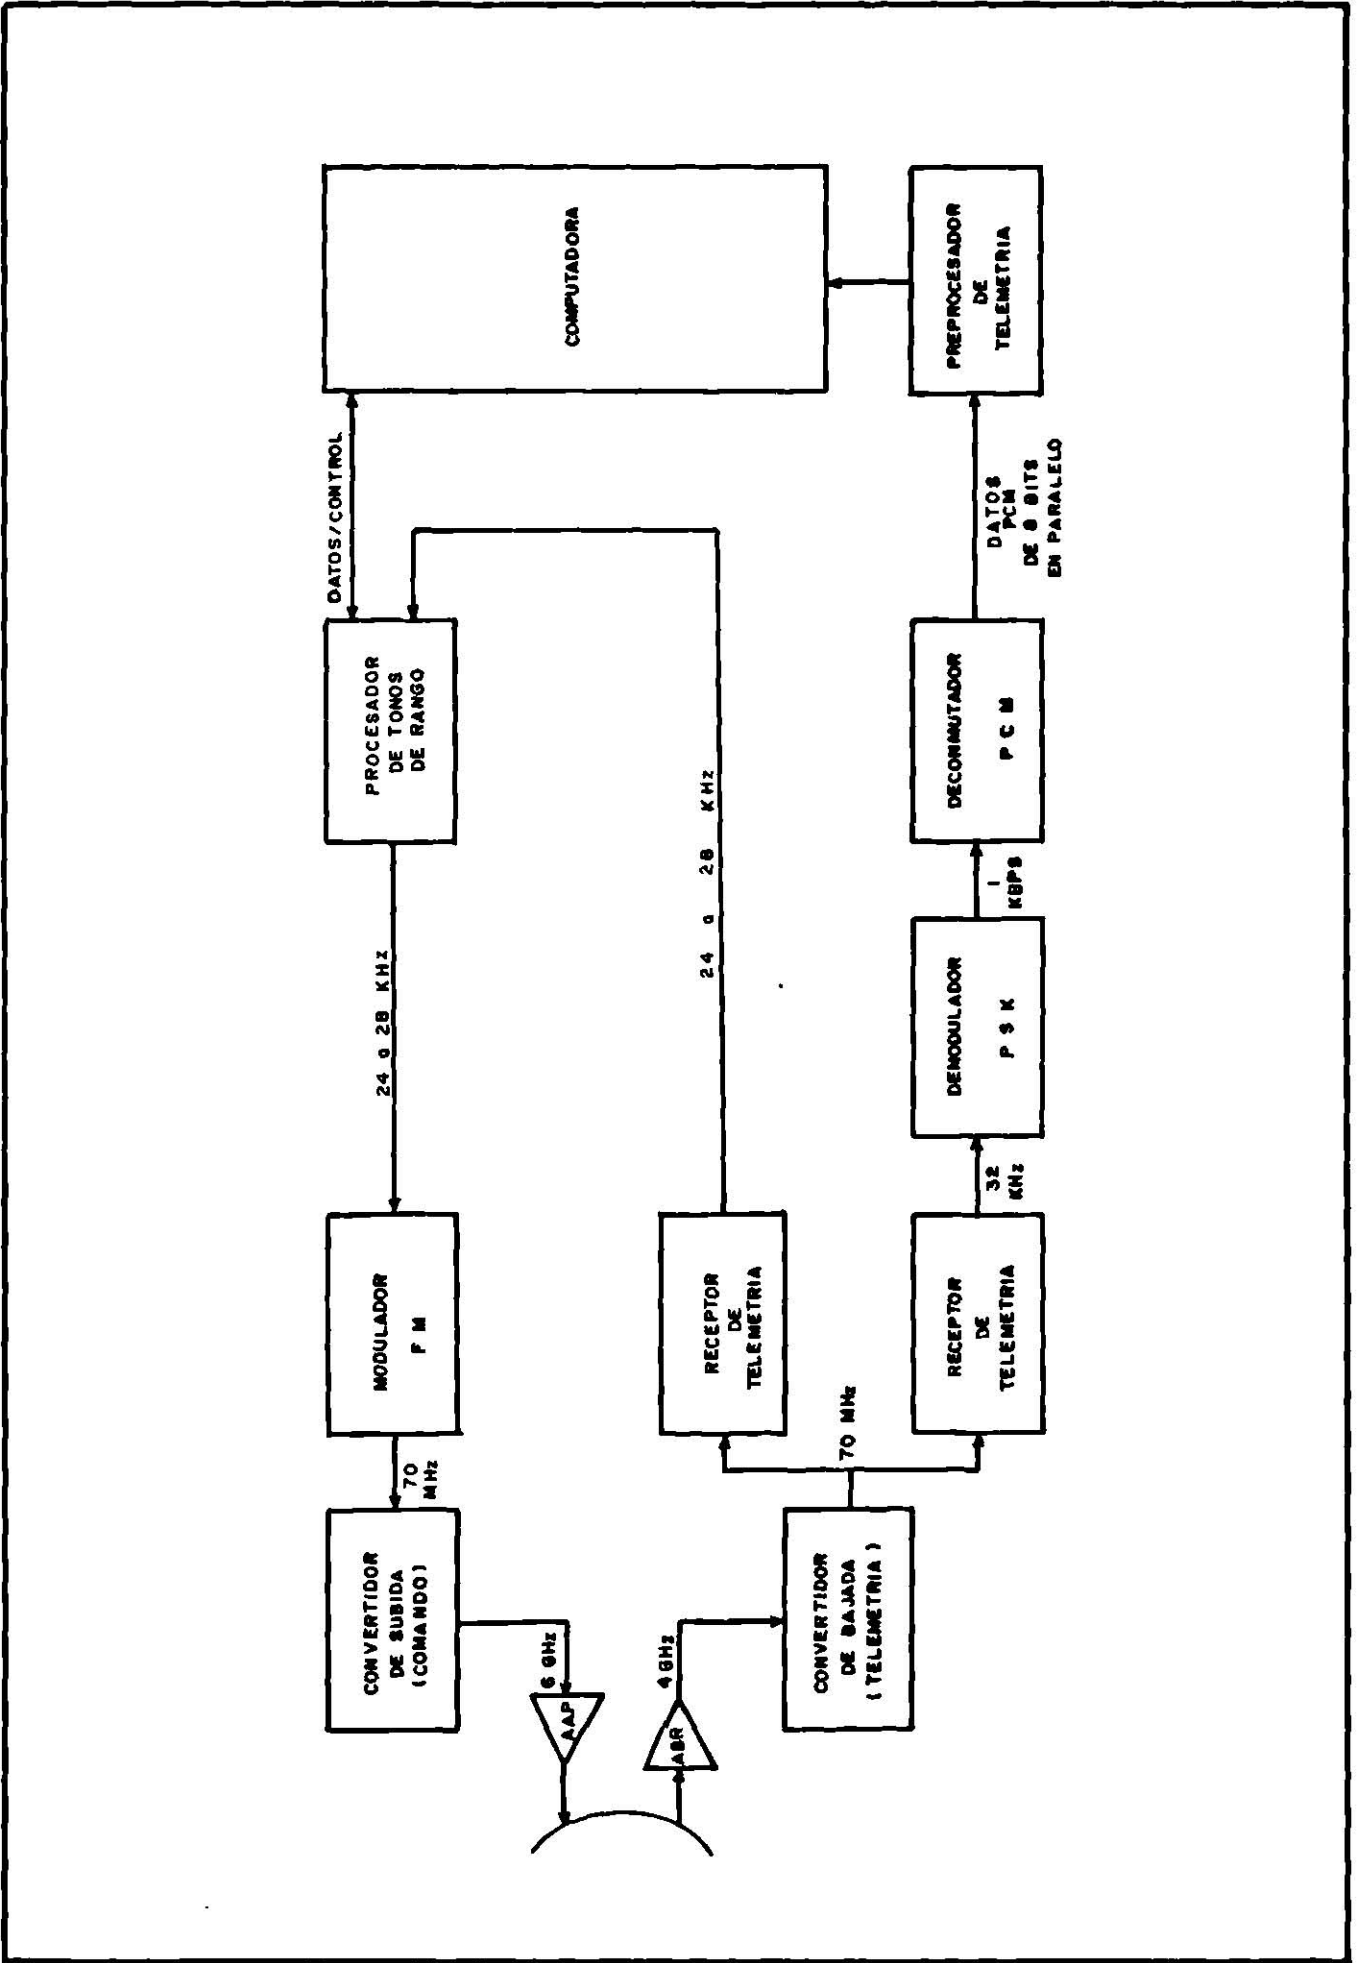 CONVERTIDOR
DE SUBIDA
(COMANDO)
70
MHz
MODULADOR
F M
24 a 28 KHz
PROCESADOR
DE TONOS
DE RANGO
DATOS/CONTROL
COMPUTADORA
6 GHz
AAP
4 GHz
ABR
CONVERTIDOR
DE BAJADA
(TELEMETRIA)
70 MHz
RECEPTOR
DE
TELEMETRIA
24 a 28 KHz
RECEPTOR
DE
TELEMETRIA
32
KHz
DEMODULADOR
P S K
1
KBPS
DECONMUTADOR
P C M
DATOS
PCM
DE 8 BITS
EN PARALELO
PREPROCESADOR
DE
TELEMETRIA